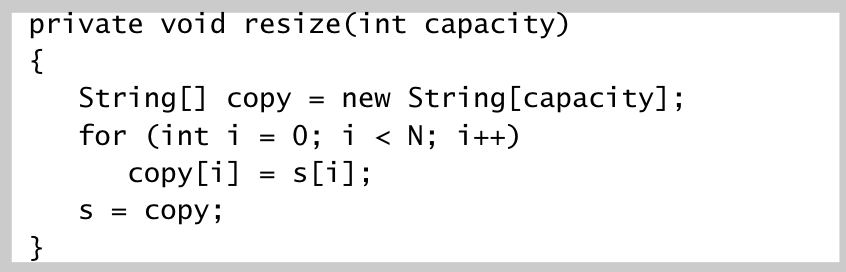 private void resize(int capacity)
{
   String[] copy = new String[capacity];
   for (int i = 0; i < N; i++)
      copy[i] = s[i];
   s = copy;
}